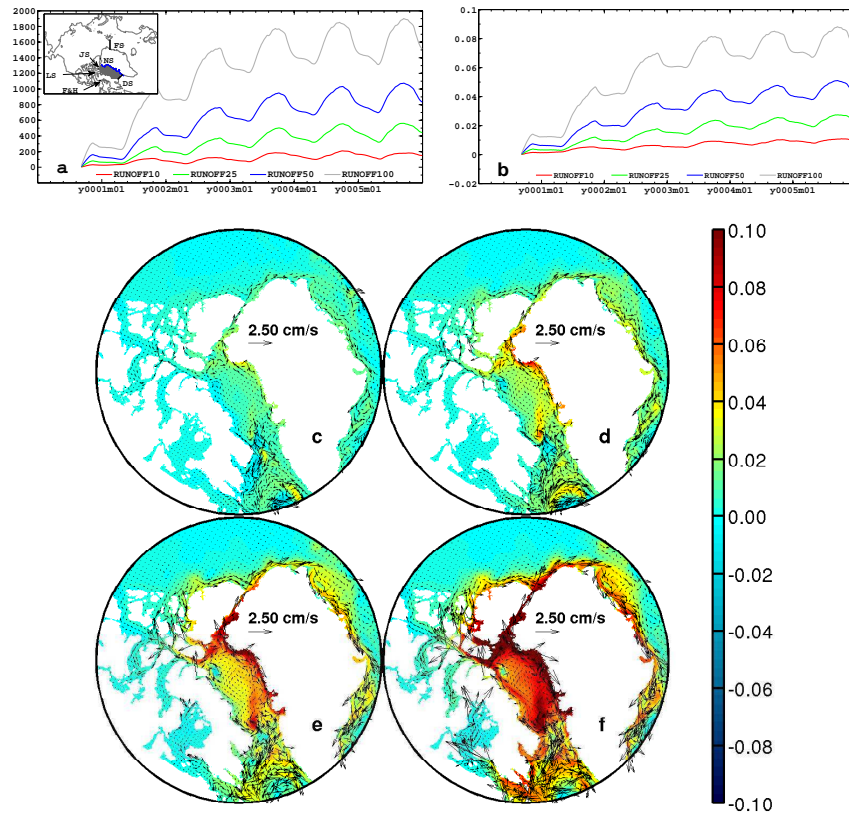 2000
1800
1600
1400
1200
1000
800
600
400
200
0
FS
JS
NS
LS
DS
F&H
a
RUNOFF10 RUNOFF25 RUNOFF50 RUNOFF100
y0001m01 y0002m01 y0003m01 y0004m01 y0005m01
0.1
0.08
0.06
0.04
0.02
0
-0.02
b
RUNOFF10 RUNOFF25 RUNOFF50 RUNOFF100
y0001m01 y0002m01 y0003m01 y0004m01 y0005m01
2.50 cm/s
c
2.50 cm/s
d
2.50 cm/s
e
2.50 cm/s
f
0.10
0.08
0.06
0.04
0.02
0.00
-0.02
-0.04
-0.06
-0.08
-0.10